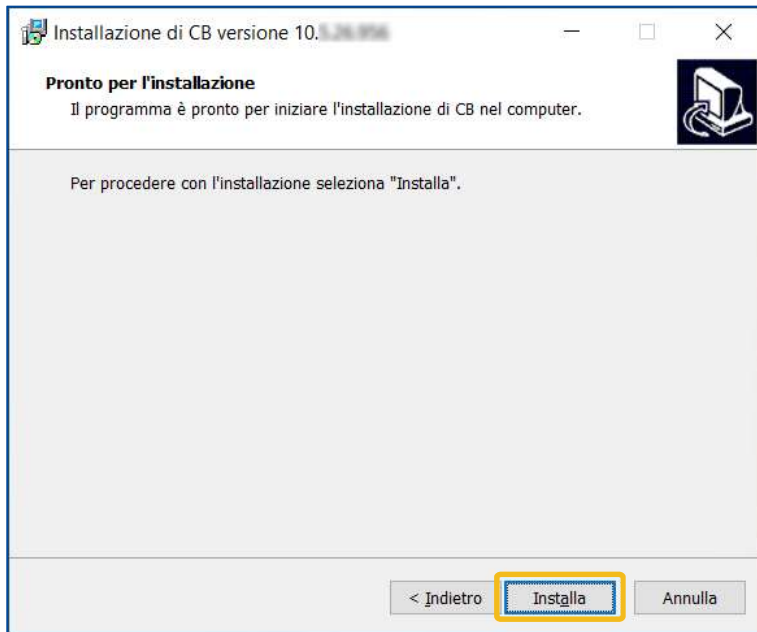 Installazione di CB versione 10.
Pronto per l'installazione
Il programma è pronto per iniziare l'installazione di CB nel computer.
Per procedere con l'installazione seleziona "Installa".
< Indietro
Installa
Annulla